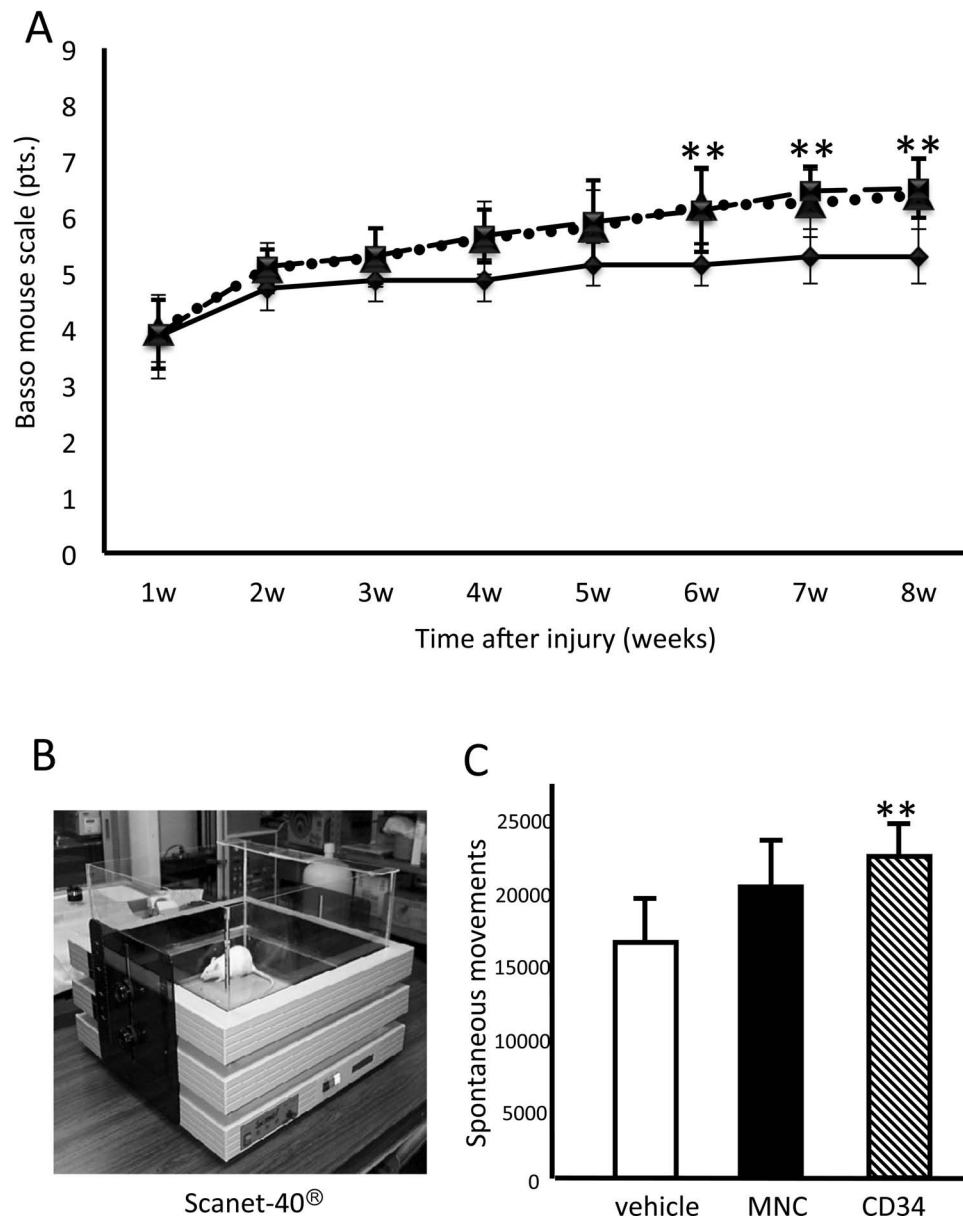 A
Basso mouse scale (pts.)
9
8
7
6
5
4
3
2
1
0
** ** **
1w 2w 3w 4w 5w 6w 7w 8w
Time after injury (weeks)
B
Scanet-40®
C
Spontaneous movements
25000
20000
15000
10000
5000
0
**
vehicle MNC CD34